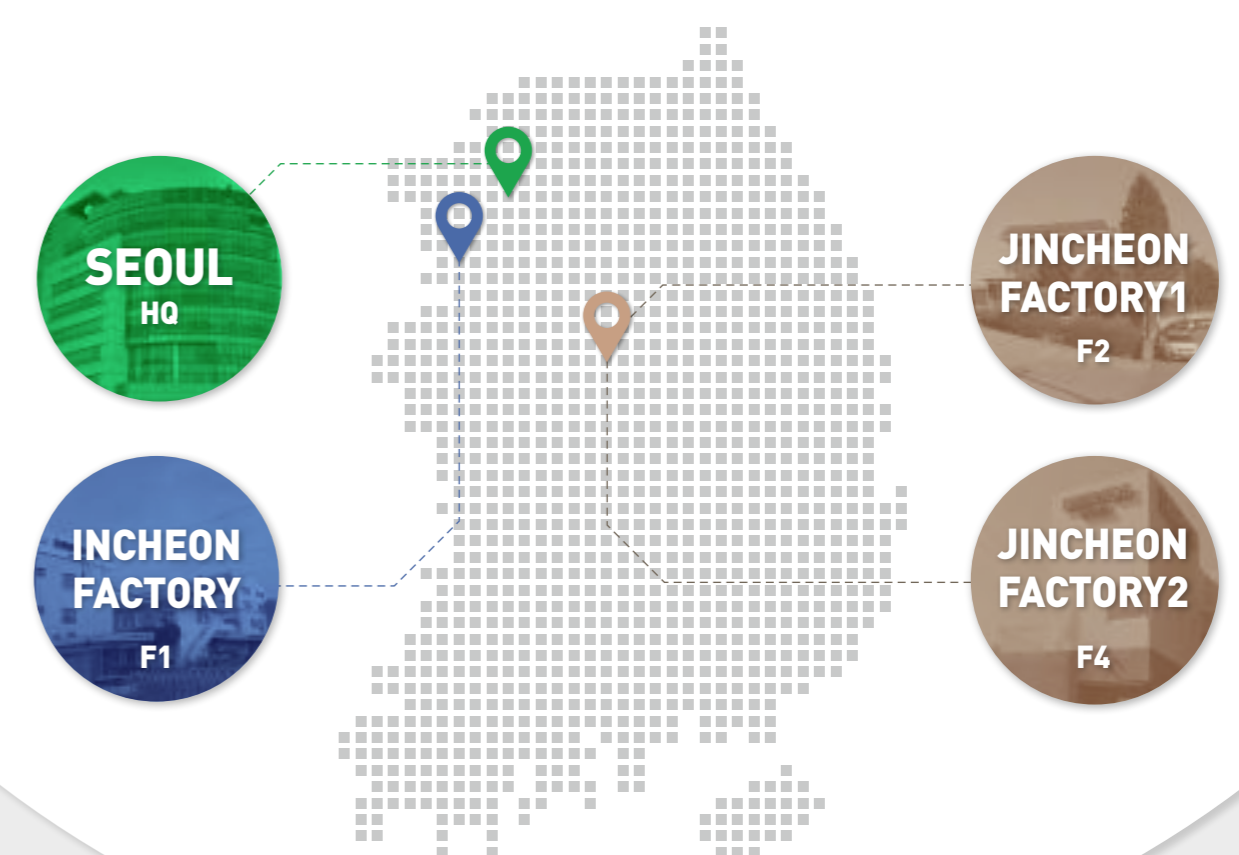 SEOUL
HQ
INCHEON
FACTORY
F1
JINCHEON
FACTORY1
F2
JINCHEON
FACTORY2
F4